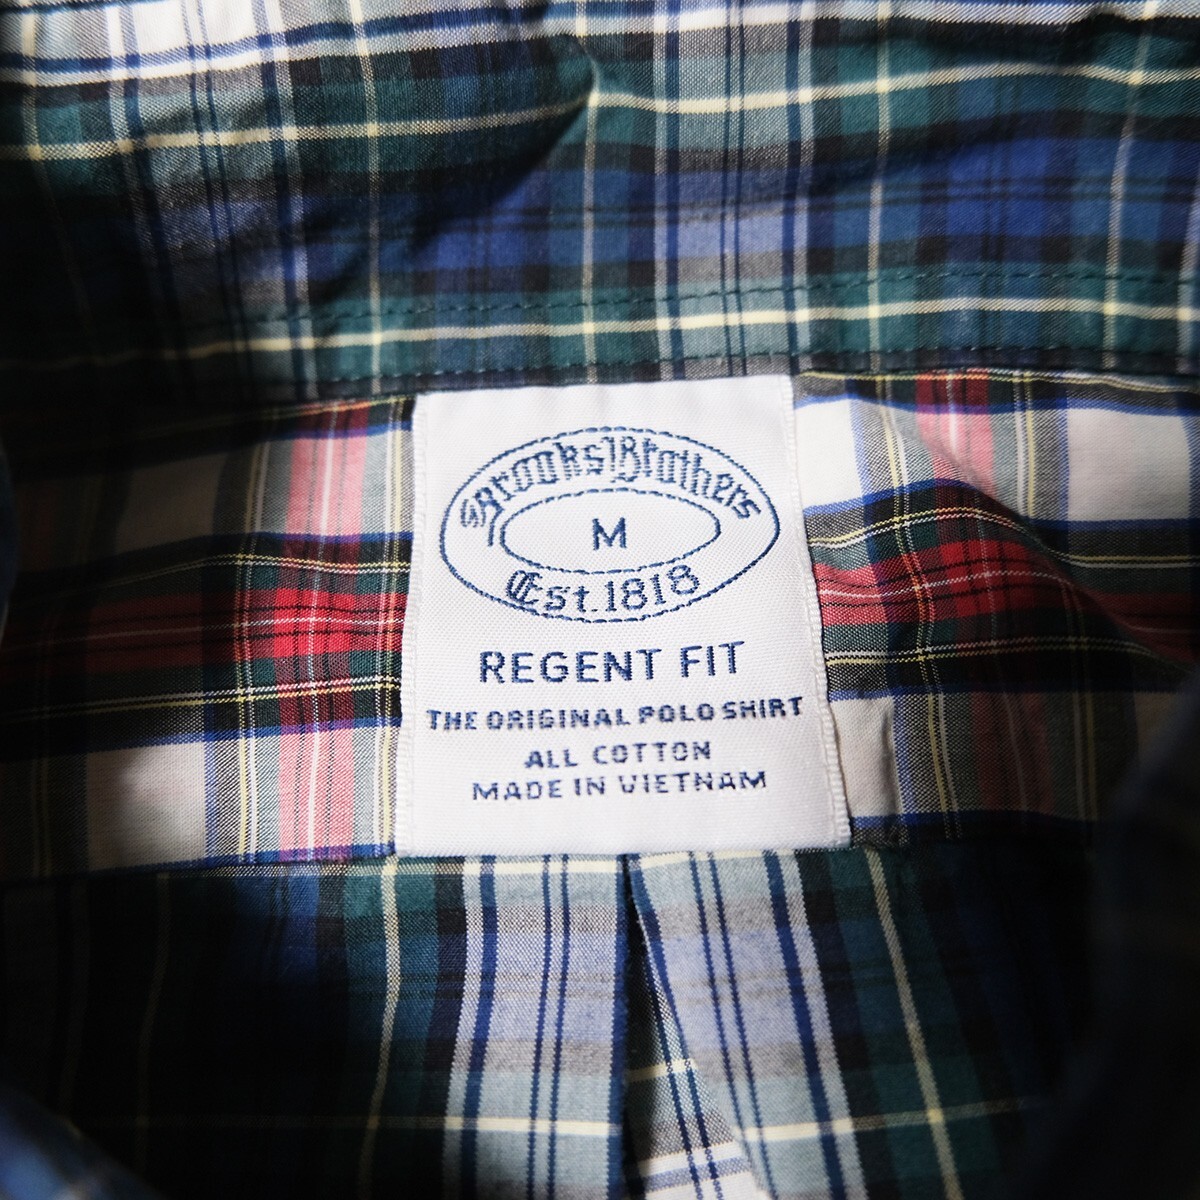 Brooks Brothers
M
Est. 1818
REGENT FIT
THE ORIGINAL POLO SHIRT
ALL COTTON
MADE IN VIETNAM